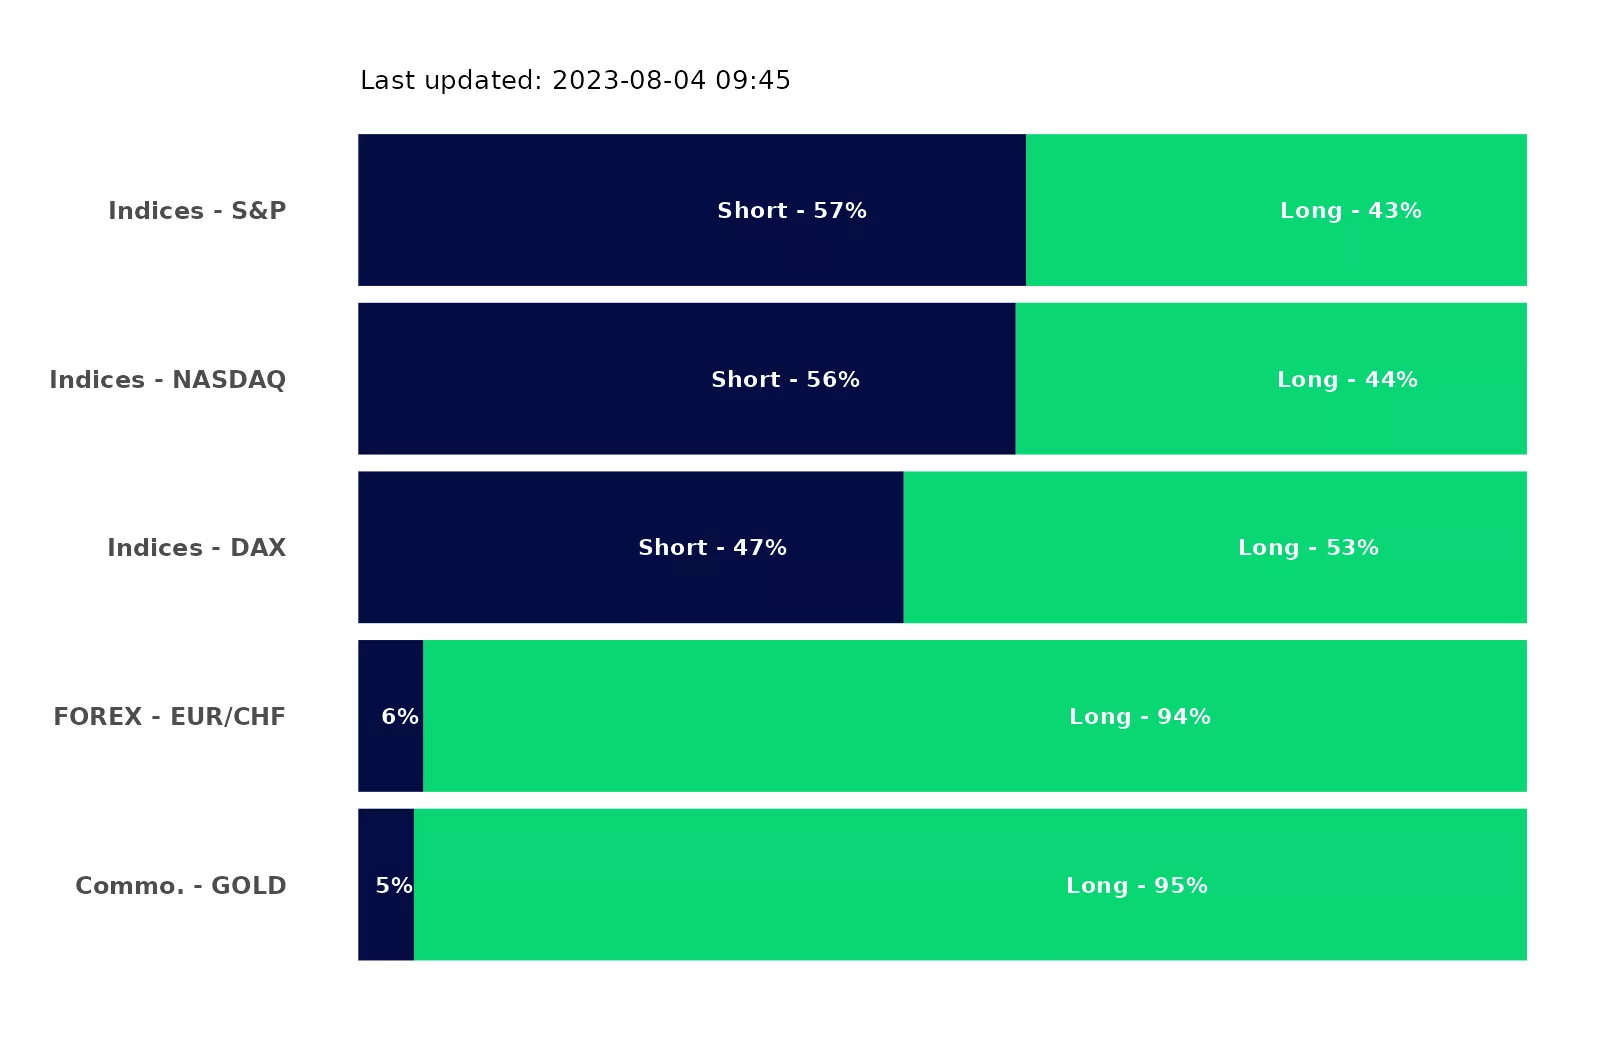 Last updated: 2023-08-04 09:45
Indices - S&P Short - 57% Long - 43%
Indices - NASDAQ Short - 56% Long - 44%
Indices - DAX Short - 47% Long - 53%
FOREX - EUR/CHF 6% Long - 94%
Commo. - GOLD 5% Long - 95%